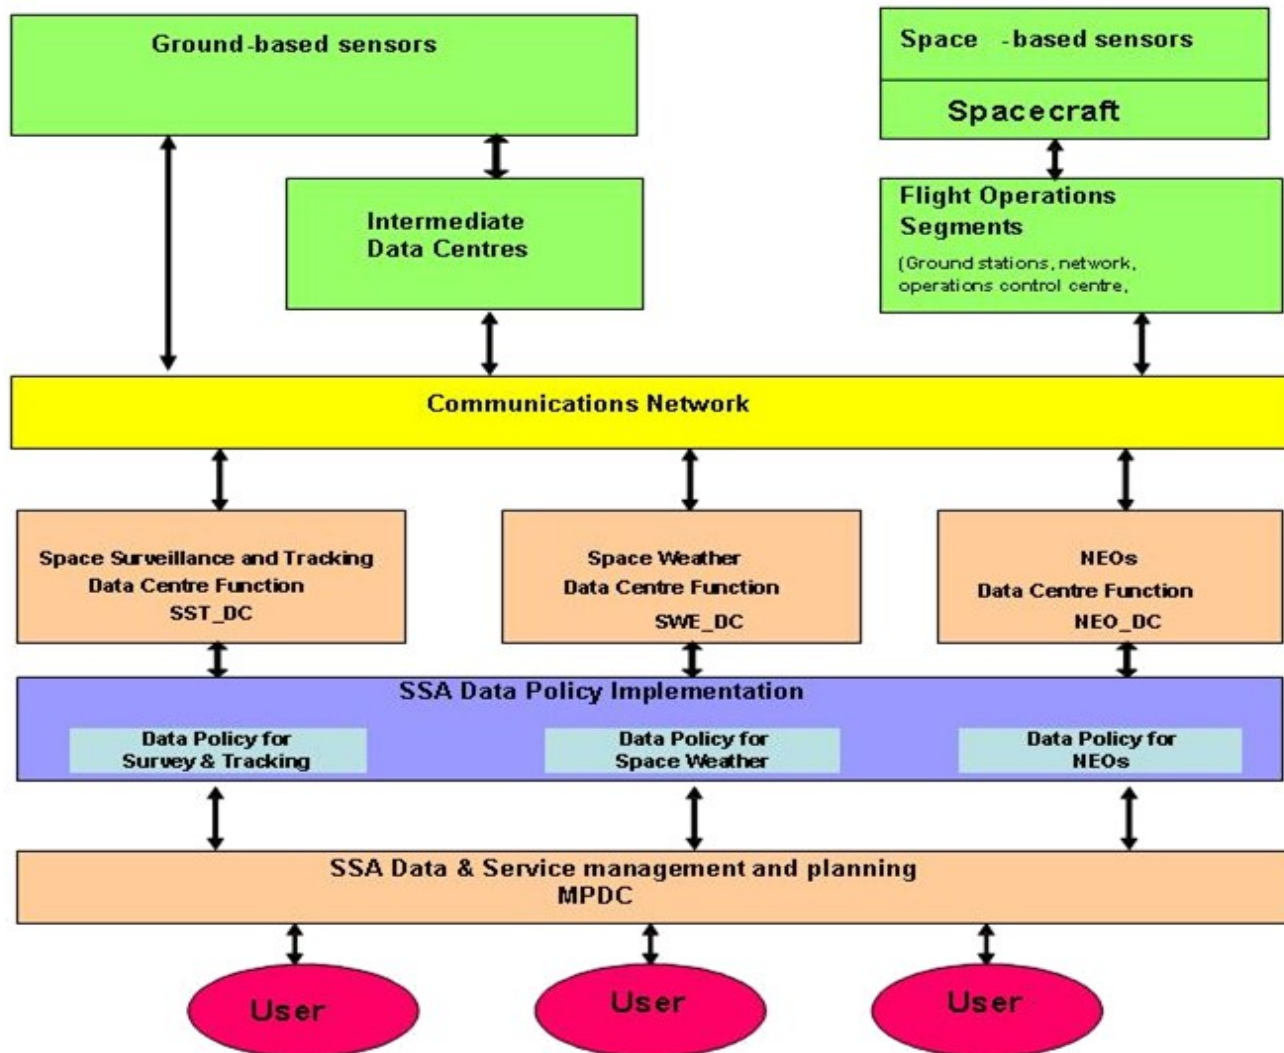 Ground-based sensors
Space -based sensors
Spacecraft
Intermediate
Data Centres
Flight Operations
Segments
(Ground stations, network,
operations control centre,
Communications Network
Space Surveillance and Tracking
Data Centre Function
SST_DC
Space Weather
Data Centre Function
SWE_DC
NEOs
Data Centre Function
NEO_DC
SSA Data Policy Implementation
Data Policy for
Survey & Tracking
Data Policy for
Space Weather
Data Policy for
NEOs
SSA Data & Service management and planning
MPDC
User
User
User